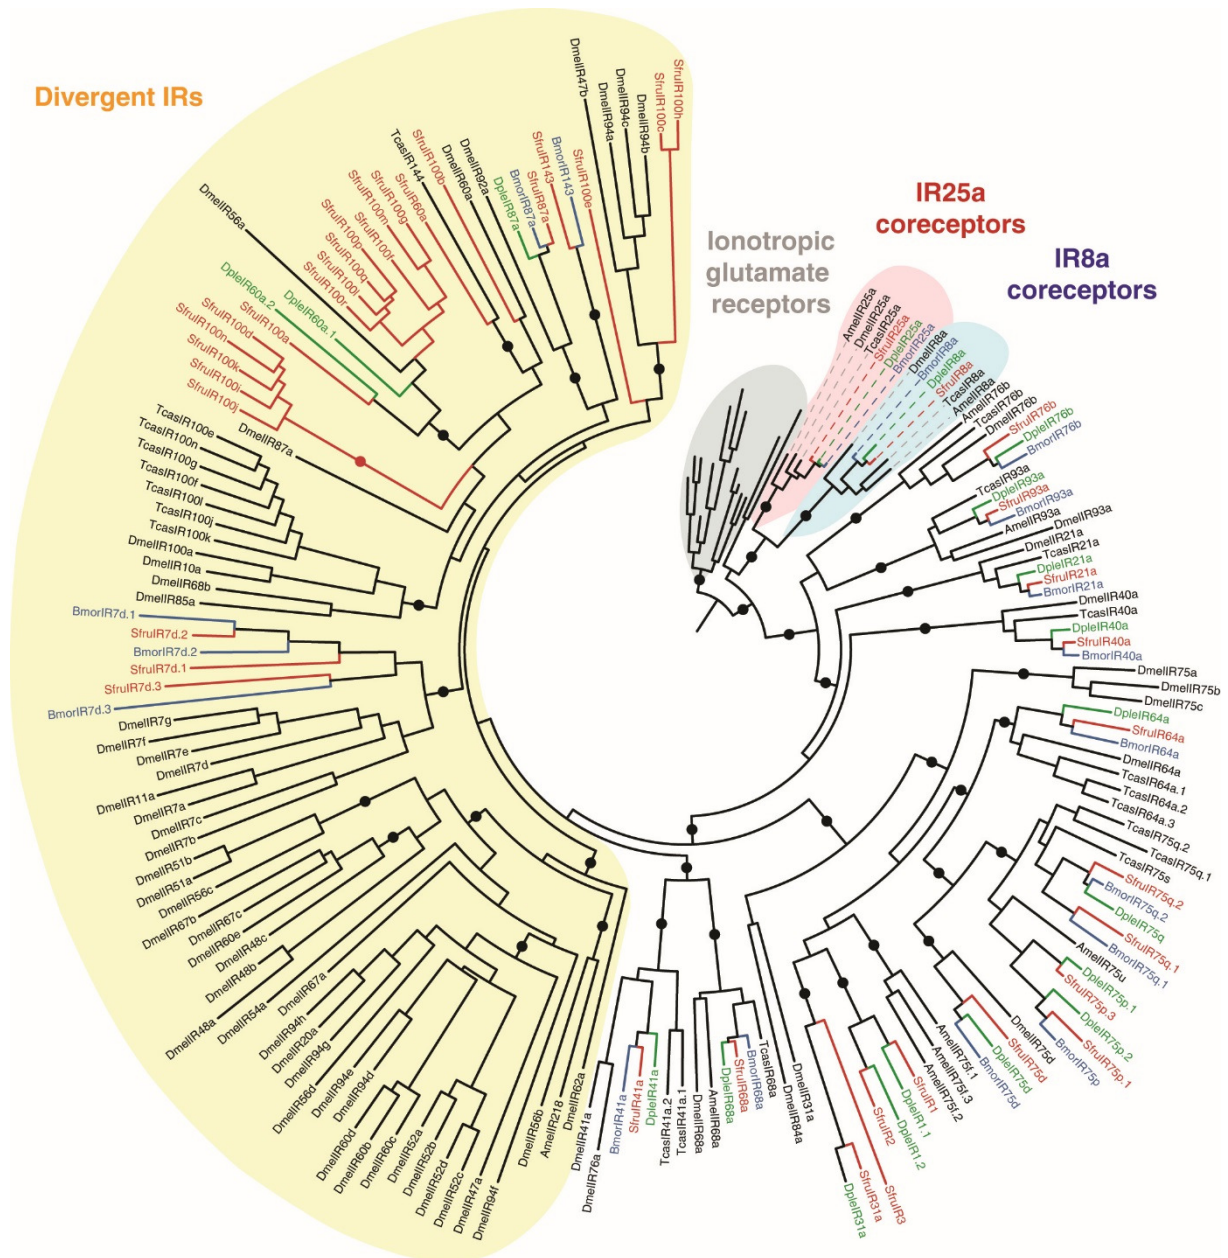 Divergent IRs
Ionotropic
glutamate
receptors
IR25a
coreceptors
IR8a
coreceptors
DmelIR47b
DmelIR94a
DmelIR94c
DmelIR94b
SfruIR100c
SfruIR100h
AmelIR25a
DmelIR25a
TcasIR25a
SfruIR25a
DpleIR25a
BmorIR25a
DmelIR8a
BmorIR8a
DpleIR8a
SfruIR8a
TcasIR8a
AmelIR8a
AmelIR76b
TcasIR76b
DmelIR76b
SfruIR76b
DpleIR76b
BmorIR76b
TcasIR93a
DpleIR93a
SfruIR93a
BmorIR93a
AmelIR93a
DmelIR93a
DmelIR21a
TcasIR21a
DpleIR21a
SfruIR21a
BmorIR21a
DmelIR40a
TcasIR40a
DpleIR40a
SfruIR40a
BmorIR40a
DmelIR75a
DmelIR75b
DmelIR75c
DpleIR64a
SfruIR64a
BmorIR64a
DmelIR64a
TcasIR64a.1
TcasIR64a.2
TcasIR64a.3
TcasIR75q.2
TcasIR75q.1
TcasIR75s
SfruIR75q.2
BmorIR75q.2
DpleIR75q
SfruIR75q.1
BmorIR75q.1
AmelIR75u
DpleIR75p.1
SfruIR75p.3
DpleIR75p.2
SfruIR75p.1
BmorIR75p
DmelIR75d
SfruIR75d
DpleIR75d
BmorIR75d
AmelIR75f.1
AmelIR75f.3
AmelIR75f.2
SfruIR1
DpleIR1.1
DpleIR1.2
SfruIR2
SfruIR3
SfruIR31a
DpleIR31a
DmelIR31a
DmelIR84a
TcasIR68a
BmorIR68a
SfruIR68a
DpleIR68a
AmelIR68a
DmelIR68a
TcasIR41a.1
TcasIR41a.2
DpleIR41a
SfruIR41a
BmorIR41a
DmelIR76a
DmelIR41a
DmelIR62a
AmelIR218
DmelIR56b
DmelIR94f
DmelIR47a
DmelIR52c
DmelIR52d
DmelIR52b
DmelIR52a
DmelIR60c
DmelIR60b
DmelIR60d
DmelIR94d
DmelIR94e
DmelIR56d
DmelIR94g
DmelIR20a
DmelIR94h
DmelIR67a
DmelIR54a
DmelIR48a
DmelIR48b
DmelIR48c
DmelIR60e
DmelIR67c
DmelIR67b
DmelIR56c
DmelIR51a
DmelIR51b
DmelIR7b
DmelIR7c
DmelIR7a
DmelIR11a
DmelIR7d
DmelIR7e
DmelIR7f
DmelIR7g
BmorIR7d.3
SfruIR7d.3
SfruIR7d.1
BmorIR7d.2
SfruIR7d.2
BmorIR7d.1
DmelIR85a
DmelIR68b
DmelIR10a
DmelIR100a
TcasIR100k
TcasIR100j
TcasIR100l
TcasIR100f
TcasIR100g
TcasIR100n
TcasIR100e
DmelIR87a
SfruIR100j
SfruIR100i
SfruIR100k
SfruIR100n
SfruIR100d
SfruIR100a
DpleIR60a.2
DpleIR60a.1
DmelIR56a
SfruIR100r
SfruIR100l
SfruIR100q
SfruIR100p
SfruIR100f
SfruIR100m
SfruIR100g
SfruIR60a
TcasIR144
SfruIR100b
DmelIR60a
DmelIR92a
DpleIR87a
BmorIR87a
SfruIR87a
SfruIR143
BmorIR143
SfruIR100e